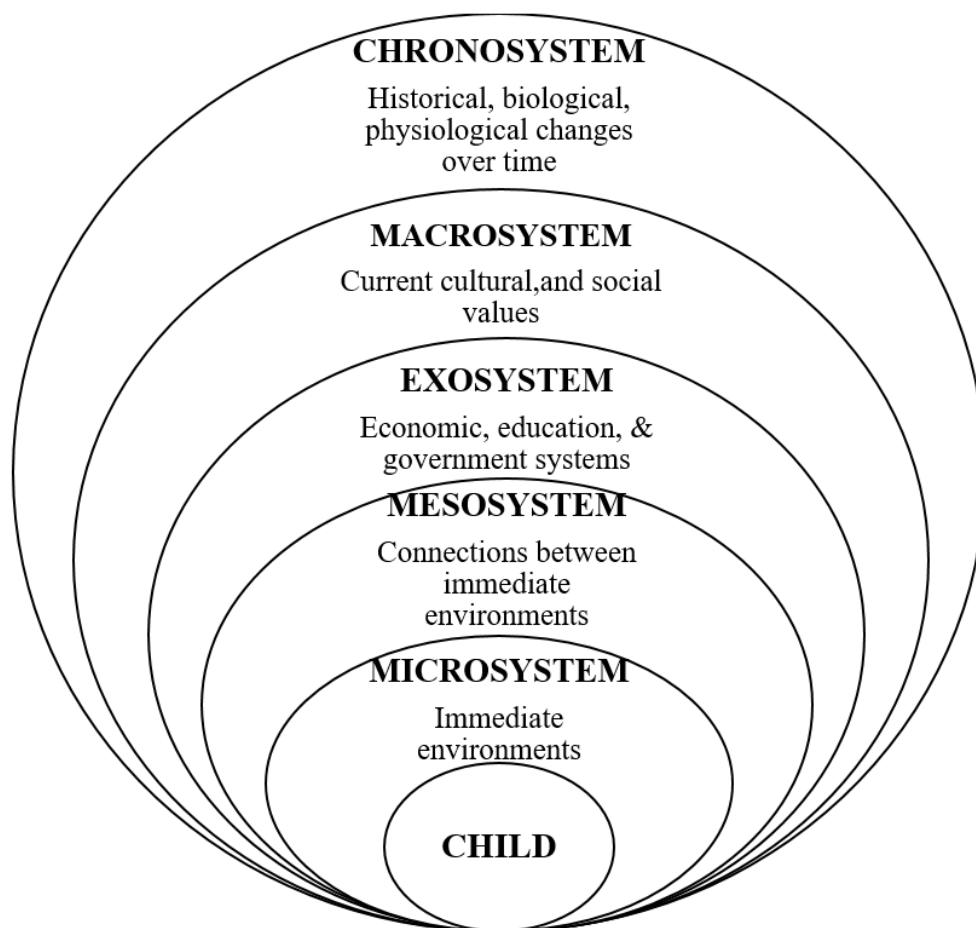 CHRONOSYSTEM
Historical, biological,
physiological changes
over time
MACROSYSTEM
Current cultural,and social
values
EXOSYSTEM
Economic, education, &
government systems
MESOSYSTEM
Connections between
immediate
environments
MICROSYSTEM
Immediate
environments
CHILD